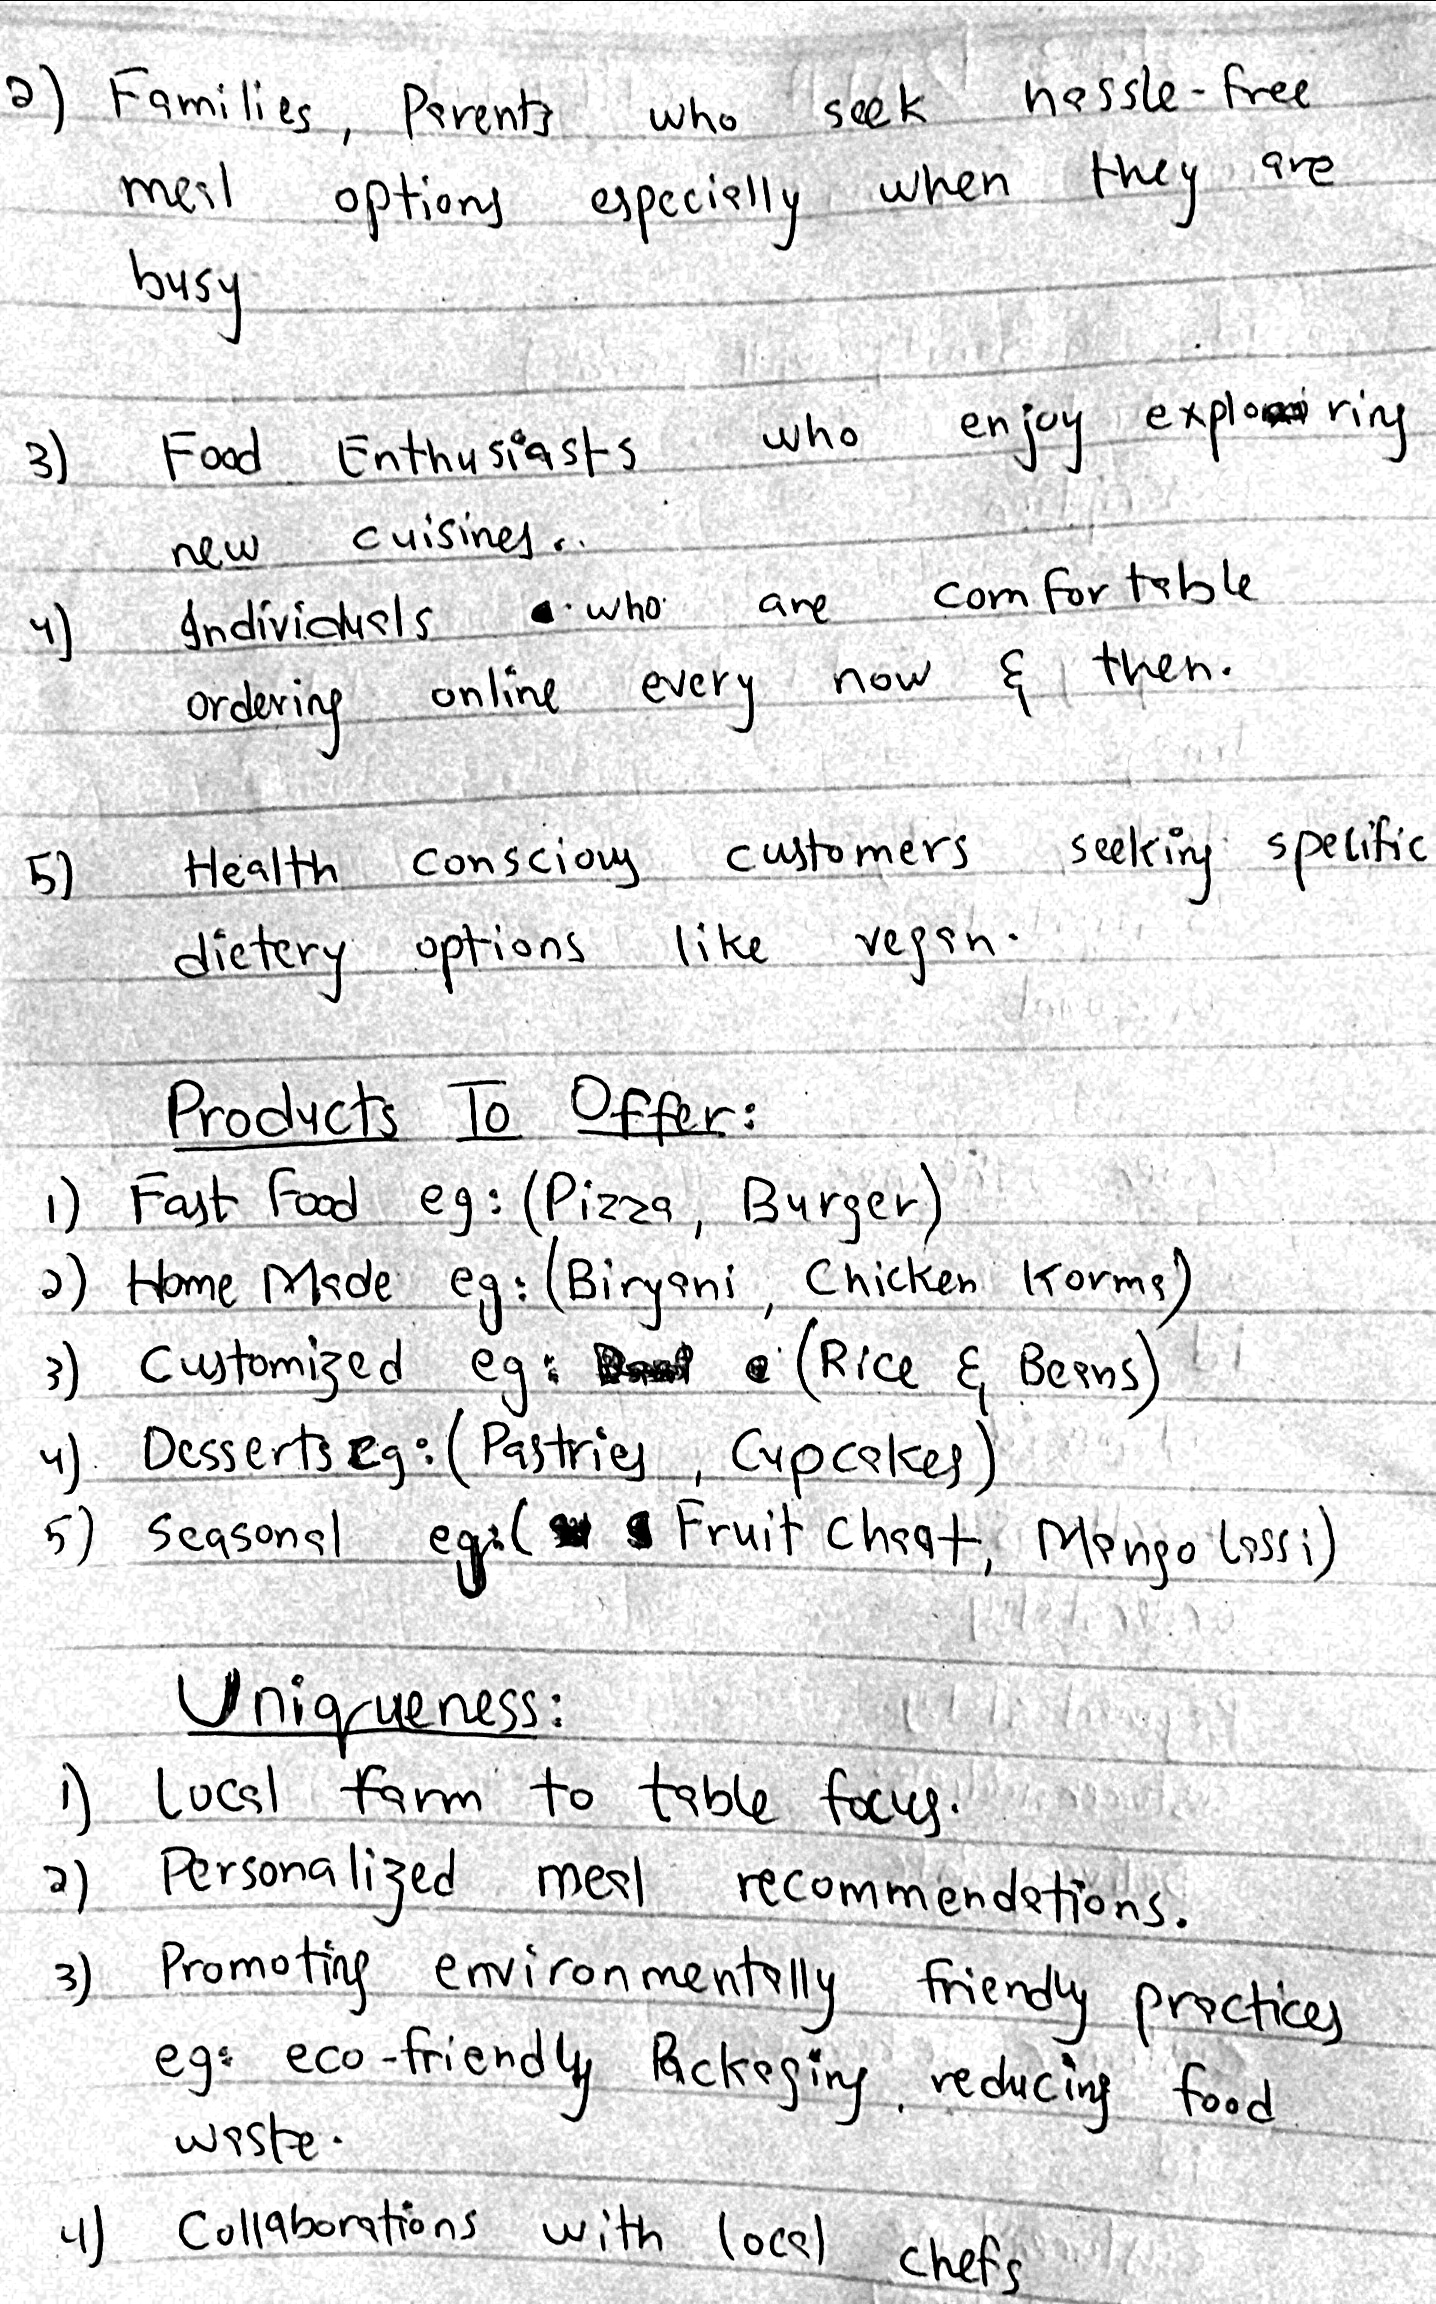 2) Families, Parents who seek hassle-free
meal options especially when they are
busy
3) Food Enthusiasts who enjoy exploring
new cuisines..
4) Individuals who are comfortable
ordering online every now & then.
5) Health conscious customers seeking specific
dietery options like vegan.
Products To Offer:
1) Fast Food eg: (Pizza, Burger)
2) Home Made eg: (Biryani, Chicken Korma)
3) Customized eg: (Rice & Beans)
4) Desserts eg: (Pastries, Cupcakes)
5) Seasonal eg: (Fruit Chaat, Mango lassi)
Uniqrueness:
1) Local farm to table focus.
2) Personalized meal recommendations.
3) Promoting environmentally friendly practices
eg: eco-friendly Packaging, reducing food
waste.
4) Collaborations with local chefs